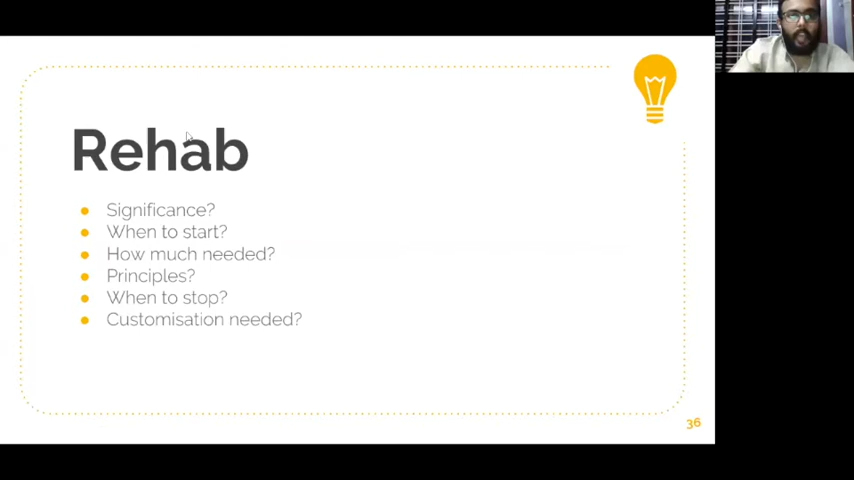 Rehab
Significance?
When to start?
How much needed?
Principles?
When to stop?
Customisation needed?
36